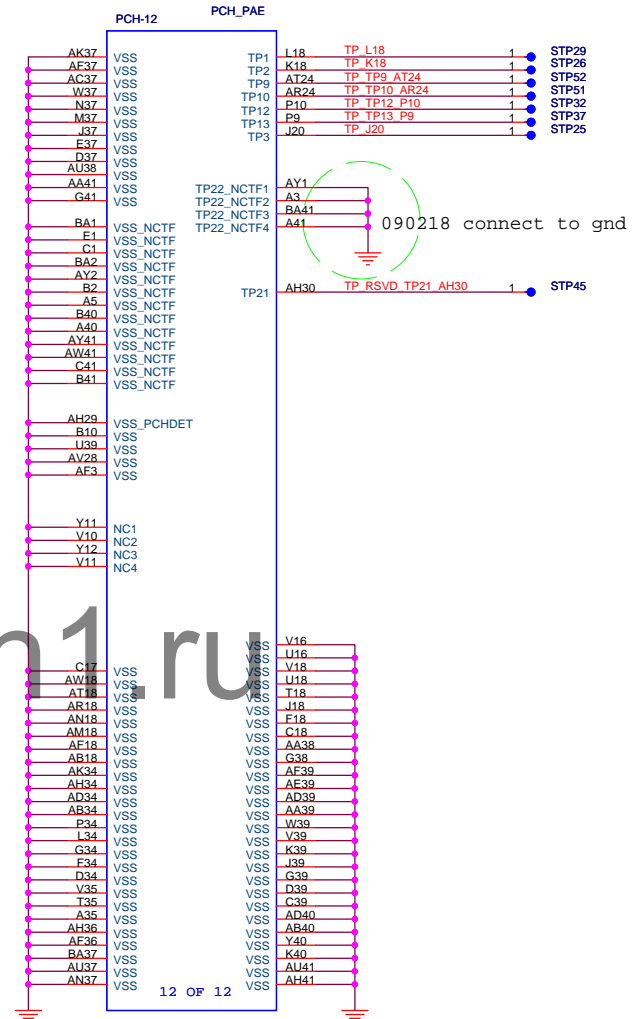 PCH-12 PCH_PAE
AK37 VSS
AF37 VSS
AC37 VSS
W37 VSS
N37 VSS
M37 VSS
J37 VSS
E37 VSS
D37 VSS
AU38 VSS
AA41 VSS
G41 VSS
BA1 VSS_NCTF
E1 VSS_NCTF
C1 VSS_NCTF
BA2 VSS_NCTF
AY2 VSS_NCTF
B2 VSS_NCTF
A5 VSS_NCTF
B40 VSS_NCTF
A40 VSS_NCTF
AY41 VSS_NCTF
AW41 VSS_NCTF
C41 VSS_NCTF
B41 VSS_NCTF
AH29 VSS_PCHDET
B10 VSS
U39 VSS
AV28 VSS
AF3 VSS
Y11 NC1
V10 NC2
Y12 NC3
V11 NC4
C17 VSS
AW18 VSS
AT18 VSS
AR18 VSS
AN18 VSS
AM18 VSS
AF18 VSS
AB18 VSS
AK34 VSS
AH34 VSS
AD34 VSS
AB34 VSS
P34 VSS
L34 VSS
G34 VSS
F34 VSS
D34 VSS
V35 VSS
T35 VSS
A35 VSS
AH36 VSS
AF36 VSS
BA37 VSS
AU37 VSS
AN37 VSS
TP1 L18 TP_L18 1 STP29
TP2 K18 TP_K18 1 STP26
TP9 AT24 TP_TP9_AT24 1 STP52
TP10 AR24 TP_TP10_AR24 1 STP51
TP12 P10 TP_TP12_P10 1 STP32
TP13 P9 TP_TP13_P9 1 STP37
TP3 J20 TP_J20 1 STP25
TP22_NCTF1 AY1
TP22_NCTF2 A3
TP22_NCTF3 BA41
TP22_NCTF4 A41
090218 connect to gnd
TP21 AH30 TP_RSVD_TP21_AH30 1 STP45
VSS V16
VSS U16
VSS V18
VSS U18
VSS T18
VSS J18
VSS F18
VSS C18
VSS AA38
VSS G38
VSS AF39
VSS AE39
VSS AD39
VSS AA39
VSS W39
VSS V39
VSS K39
VSS J39
VSS G39
VSS D39
VSS C39
VSS AD40
VSS AB40
VSS Y40
VSS K40
VSS AU41
VSS AH41
12 OF 12
n1.ru